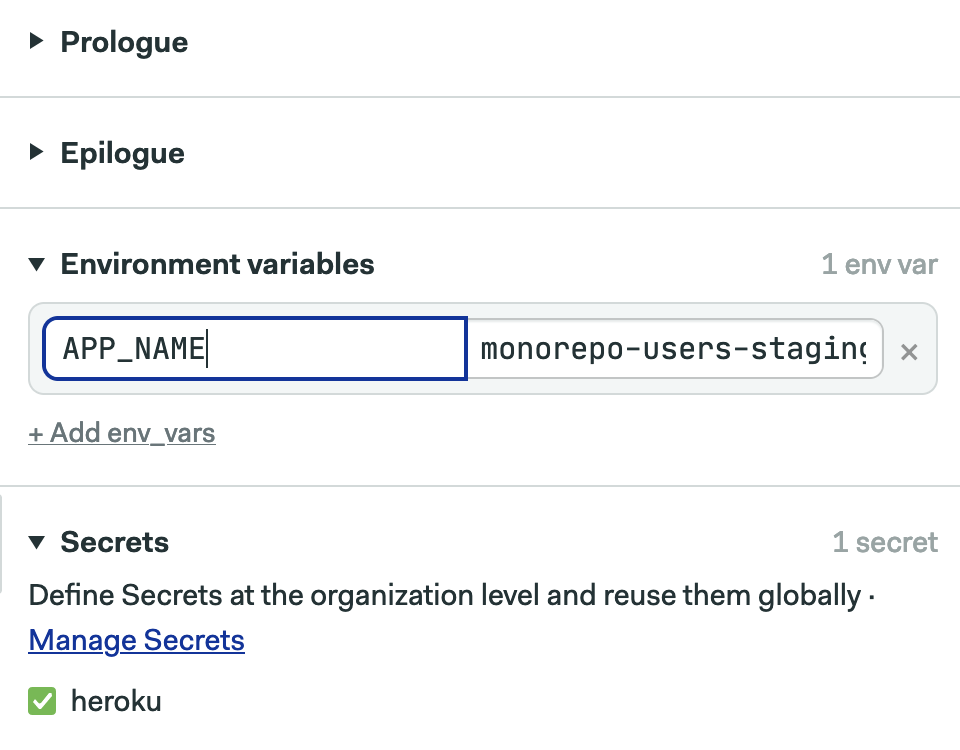 Prologue
Epilogue
Environment variables 1 env var
APP_NAME monorepo-users-staging
+ Add env_vars
Secrets 1 secret
Define Secrets at the organization level and reuse them globally ·
Manage Secrets
heroku